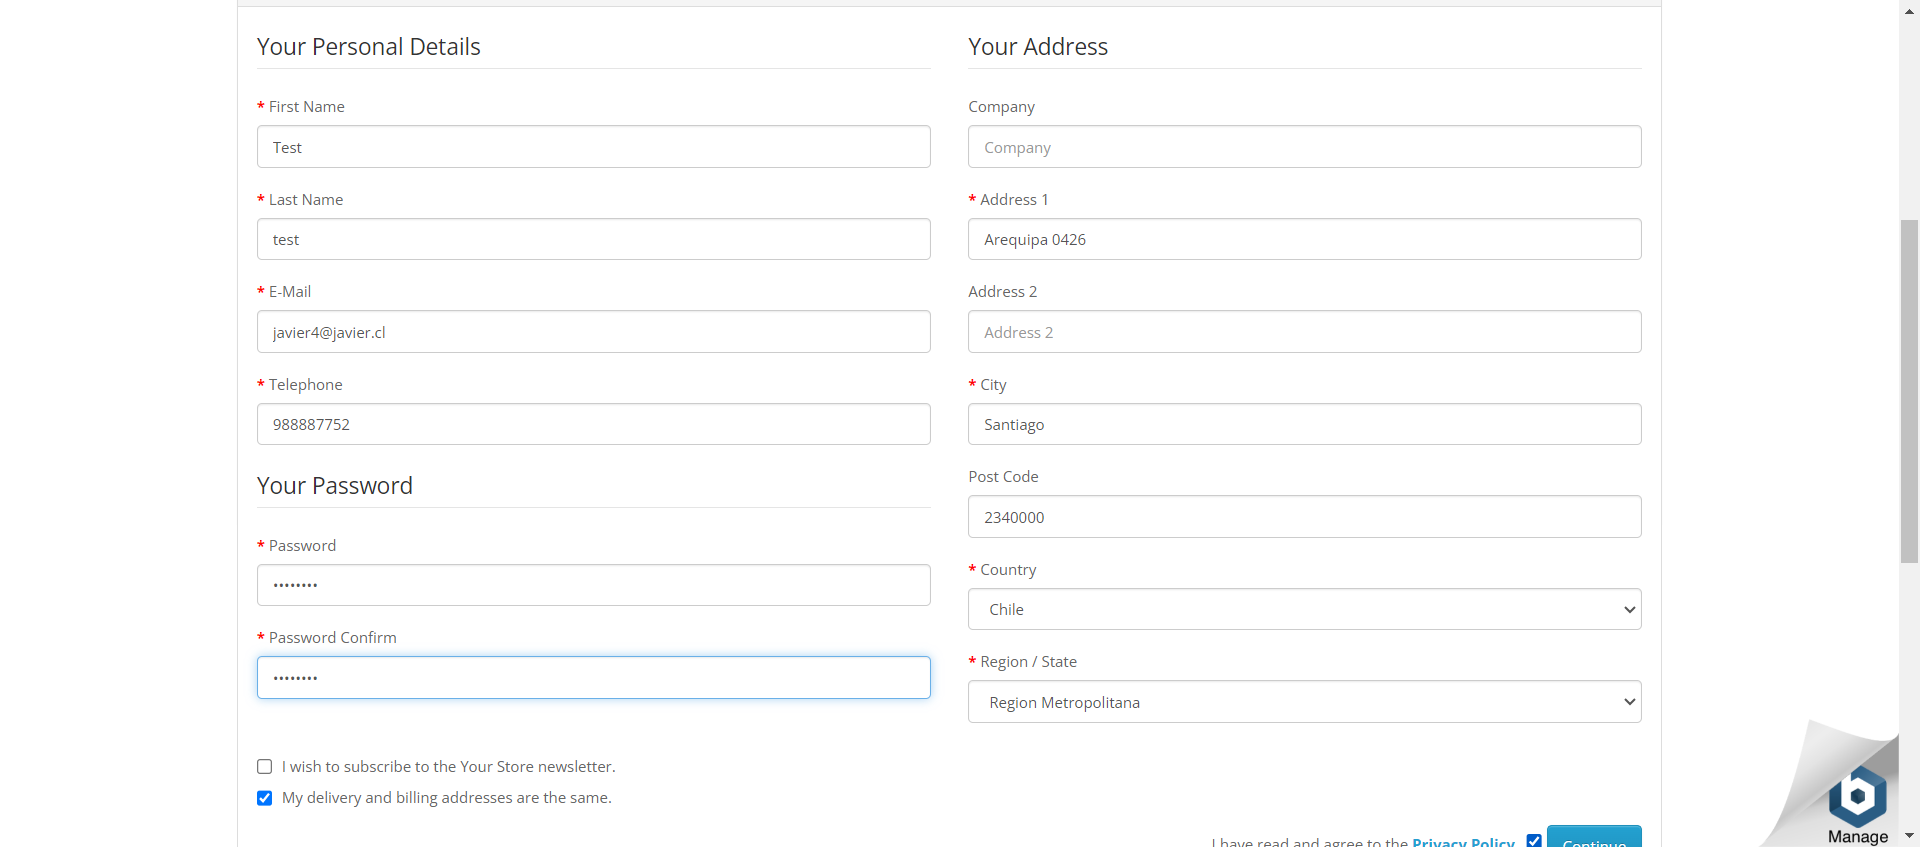 Your Personal Details
* First Name
Test
* Last Name
test
* E-Mail
javier4@javier.cl
* Telephone
988887752
Your Password
* Password
••••••••
* Password Confirm
••••••••
Your Address
Company
Company
* Address 1
Arequipa 0426
Address 2
Address 2
* City
Santiago
Post Code
2340000
* Country
Chile
* Region / State
Region Metropolitana
I wish to subscribe to the Your Store newsletter.
My delivery and billing addresses are the same.
I have read and agree to the Privacy Policy
Continue
b
Manage